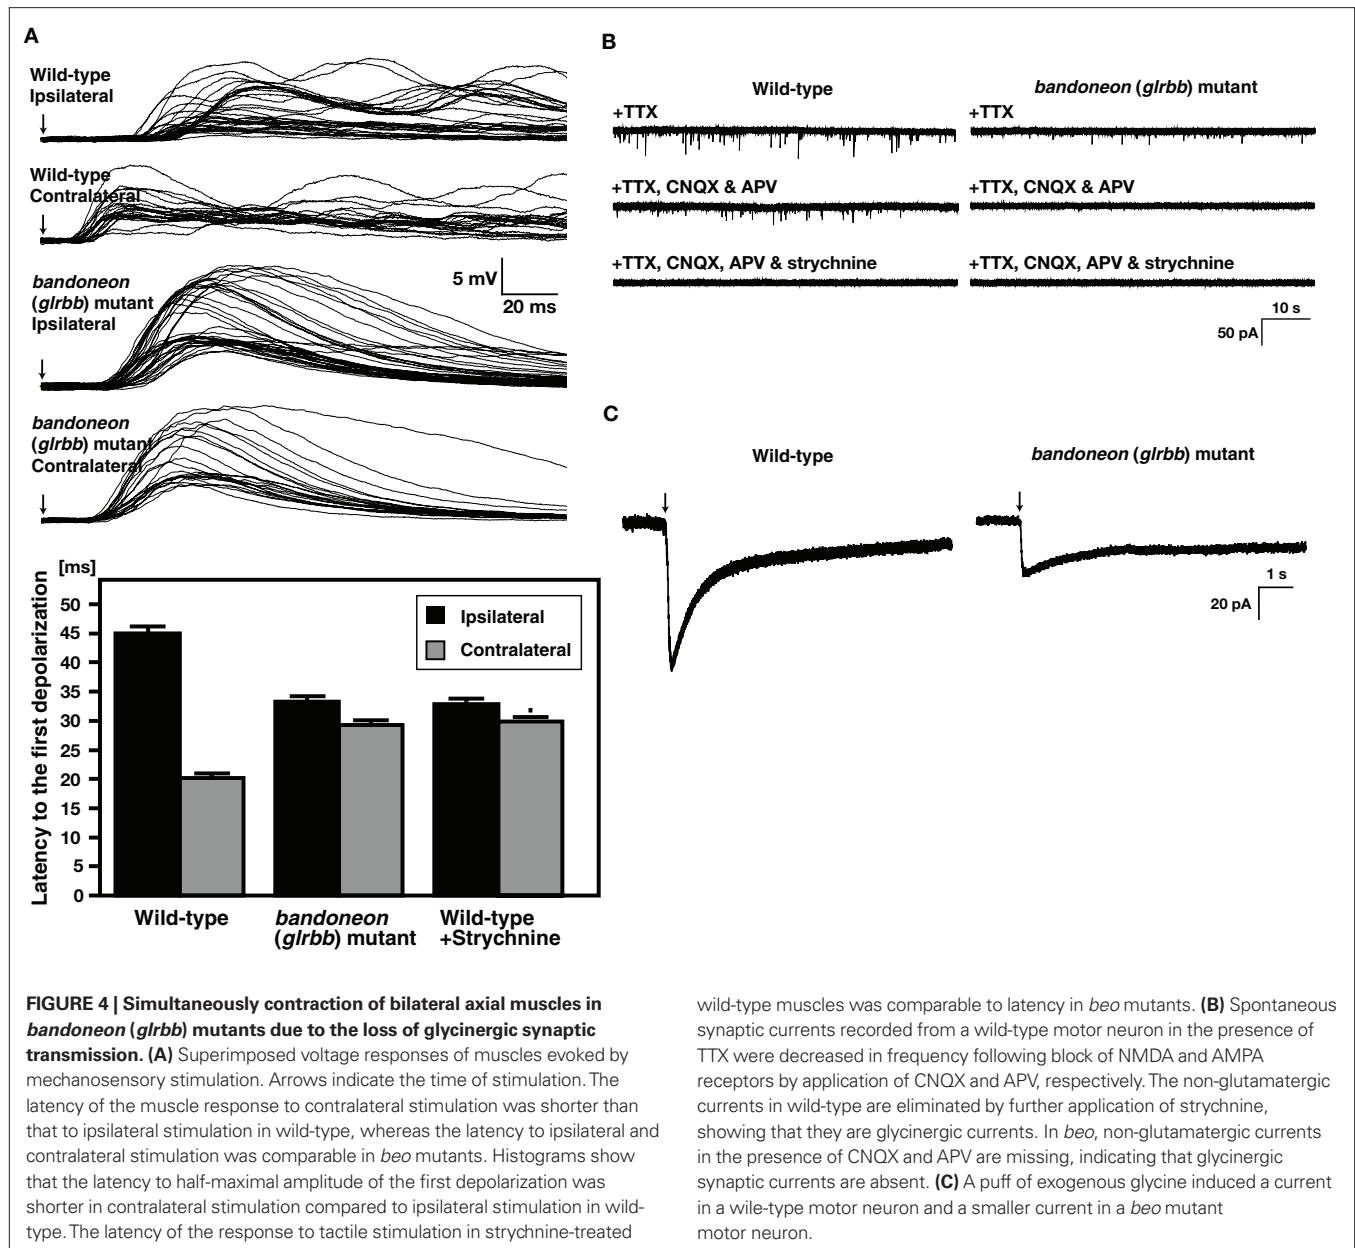 A
Wild-type
Ipsilateral
Wild-type
Contralateral
bandoneon
(glrbb) mutant
Ipsilateral
5 mV
20 ms
bandoneon
(glrbb) mutant
Contralateral
[ms]
Latency to the first depolarization
50
45
40
35
30
25
20
15
10
5
0
Ipsilateral
Contralateral
Wild-type
bandoneon
(glrbb) mutant
Wild-type
+Strychnine
B
Wild-type
bandoneon (glrbb) mutant
+TTX
+TTX
+TTX, CNQX & APV
+TTX, CNQX & APV
+TTX, CNQX, APV & strychnine
+TTX, CNQX, APV & strychnine
10 s
50 pA
C
Wild-type
bandoneon (glrbb) mutant
1 s
20 pA
FIGURE 4 | Simultaneously contraction of bilateral axial muscles in
bandoneon (glrbb) mutants due to the loss of glycinergic synaptic
transmission. (A) Superimposed voltage responses of muscles evoked by
mechanosensory stimulation. Arrows indicate the time of stimulation. The
latency of the muscle response to contralateral stimulation was shorter than
that to ipsilateral stimulation in wild-type, whereas the latency to ipsilateral and
contralateral stimulation was comparable in beo mutants. Histograms show
that the latency to half-maximal amplitude of the first depolarization was
shorter in contralateral stimulation compared to ipsilateral stimulation in wild-
type. The latency of the response to tactile stimulation in strychnine-treated
wild-type muscles was comparable to latency in beo mutants. (B) Spontaneous
synaptic currents recorded from a wild-type motor neuron in the presence of
TTX were decreased in frequency following block of NMDA and AMPA
receptors by application of CNQX and APV, respectively. The non-glutamatergic
currents in wild-type are eliminated by further application of strychnine,
showing that they are glycinergic currents. In beo, non-glutamatergic currents
in the presence of CNQX and APV are missing, indicating that glycinergic
synaptic currents are absent. (C) A puff of exogenous glycine induced a current
in a wile-type motor neuron and a smaller current in a beo mutant
motor neuron.